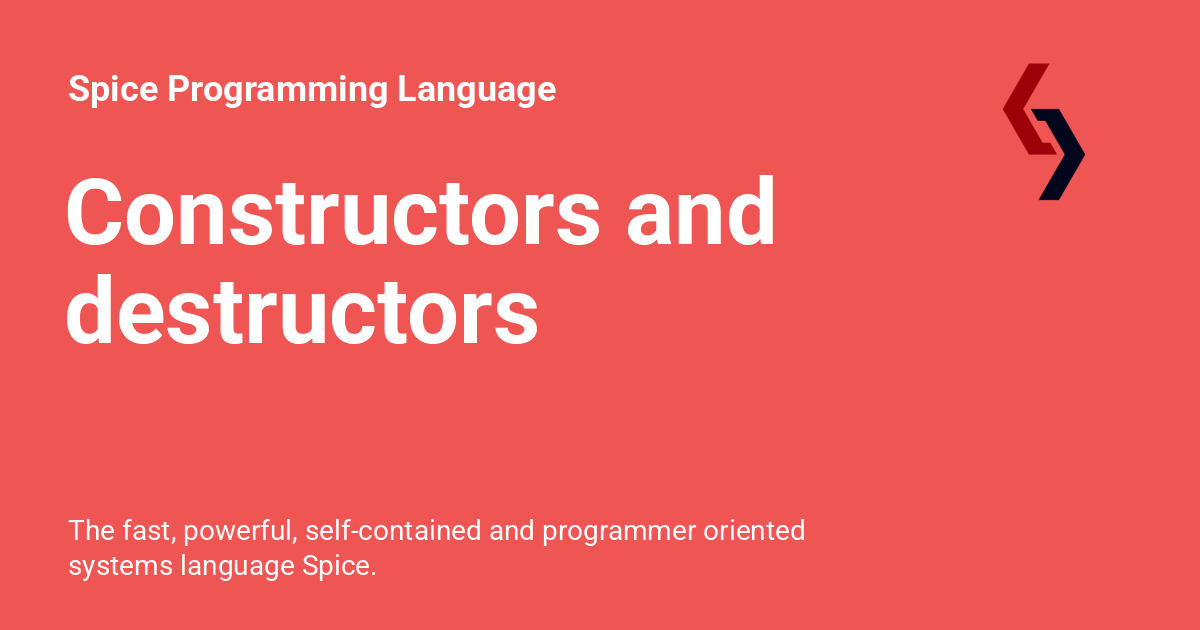 Spice Programming Language
Constructors and
destructors
The fast, powerful, self-contained and programmer oriented
systems language Spice.